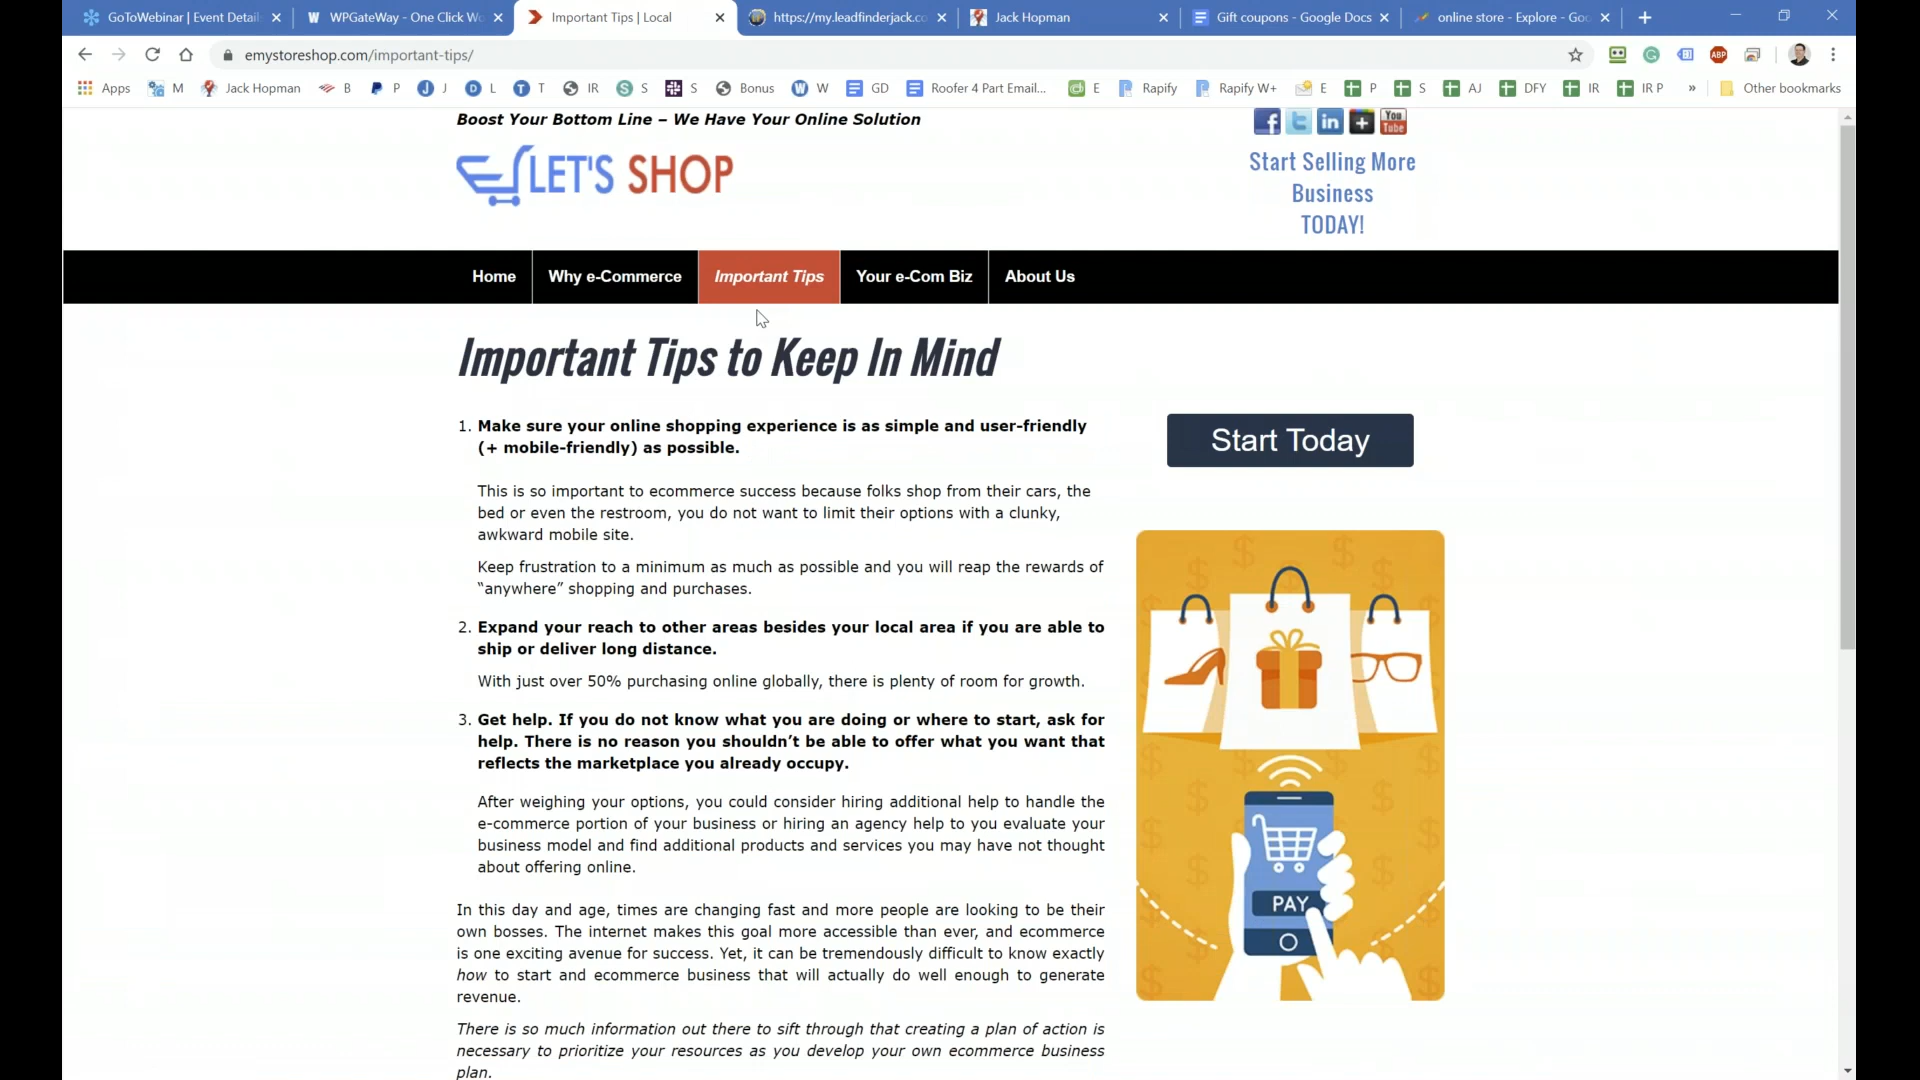 GoToWebinar | Event Detail
WPGateWay - One Click Wo
Important Tips | Local
https://my.leadfinderjack.co
Jack Hopman
Gift coupons - Google Docs
online store - Explore - Goo
emystoreshop.com/important-tips/
Apps
M
Jack Hopman
B
P
J
L
T
IR
S
S
Bonus
W
GD
Roofer 4 Part Email...
E
Rapify
Rapify W+
E
P
S
AJ
DFY
IR
IR P
»
Other bookmarks
Boost Your Bottom Line – We Have Your Online Solution
LET'S SHOP
You
Tube
Start Selling More
Business
TODAY!
Home
Why e-Commerce
Important Tips
Your e-Com Biz
About Us
Important Tips to Keep In Mind
1. Make sure your online shopping experience is as simple and user-friendly
(+ mobile-friendly) as possible.
This is so important to ecommerce success because folks shop from their cars, the
bed or even the restroom, you do not want to limit their options with a clunky,
awkward mobile site.
Keep frustration to a minimum as much as possible and you will reap the rewards of
“anywhere” shopping and purchases.
2. Expand your reach to other areas besides your local area if you are able to
ship or deliver long distance.
With just over 50% purchasing online globally, there is plenty of room for growth.
3. Get help. If you do not know what you are doing or where to start, ask for
help. There is no reason you shouldn’t be able to offer what you want that
reflects the marketplace you already occupy.
After weighing your options, you could consider hiring additional help to handle the
e-commerce portion of your business or hiring an agency help to you evaluate your
business model and find additional products and services you may have not thought
about offering online.
In this day and age, times are changing fast and more people are looking to be their
own bosses. The internet makes this goal more accessible than ever, and ecommerce
is one exciting avenue for success. Yet, it can be tremendously difficult to know exactly
how to start and ecommerce business that will actually do well enough to generate
revenue.
There is so much information out there to sift through that creating a plan of action is
necessary to prioritize your resources as you develop your own ecommerce business
plan.
Start Today
PAY